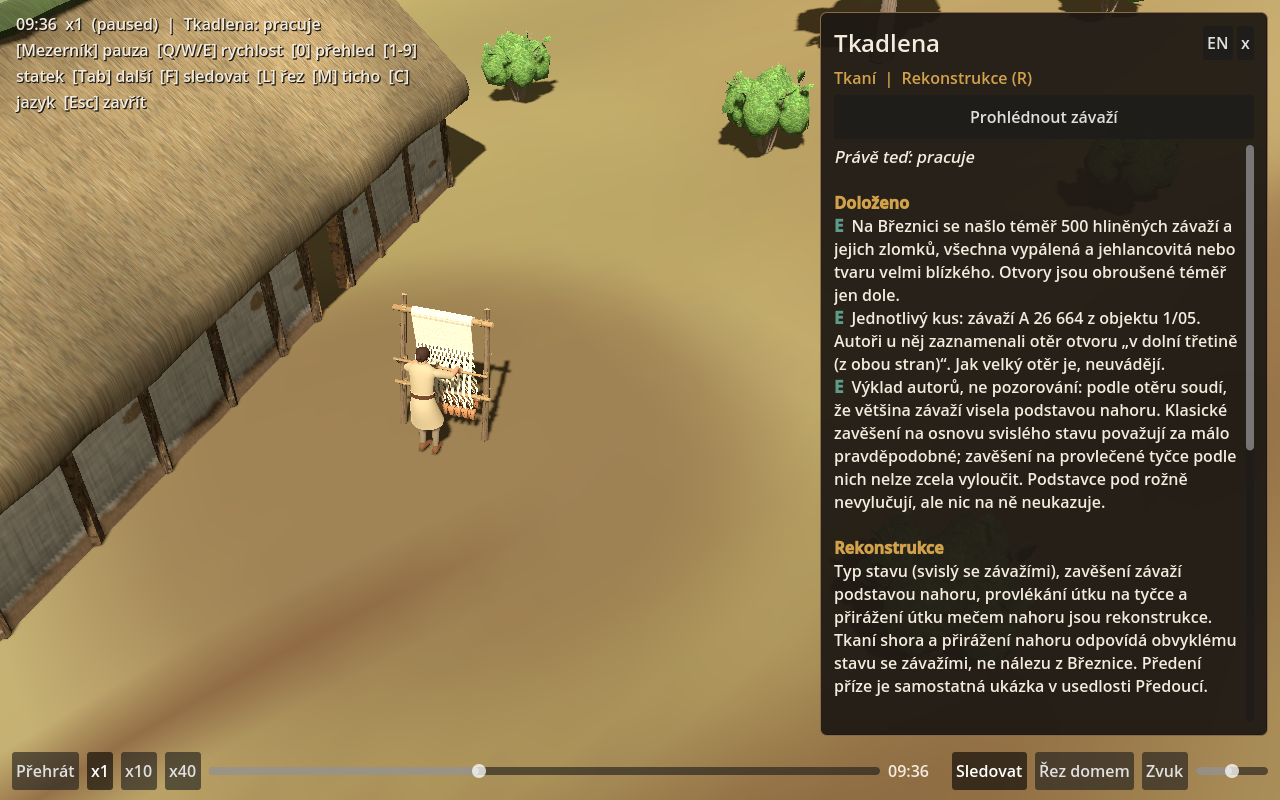 09:36 x1 (paused) | Tkadlena: pracuje
[Mezerník] pauza [Q/W/E] rychlost [0] přehled [1-9]
statek [Tab] další [F] sledovat [L] řez [M] ticho [C]
jazyk [Esc] zavřít
Tkadlena
EN x
Tkaní | Rekonstrukce (R)
Prohlédnout závaží
Právě teď: pracuje
Doloženo
E Na Březnici se našlo téměř 500 hliněných závaží a
jejich zlomků, všechna vypálená a jehlancovitá nebo
tvaru velmi blízkého. Otvory jsou obroušené téměř
jen dole.
E Jednotlivý kus: závaží A 26 664 z objektu 1/05.
Autoři u něj zaznamenali otěr otvoru „v dolní třetině
(z obou stran)“. Jak velký otěr je, neuvádějí.
E Výklad autorů, ne pozorování: podle otěru soudí,
že většina závaží visela podstavou nahoru. Klasické
zavěšení na osnovu svislého stavu považují za málo
pravděpodobné; zavěšení na provlečené tyčce podle
nich nelze zcela vyloučit. Podstavce pod rožně
nevylučují, ale nic na ně neukazuje.
Rekonstrukce
Typ stavu (svislý se závažími), zavěšení závaží
podstavou nahoru, provlékání útku na tyčce a
přirážení útku mečem nahoru jsou rekonstrukce.
Tkaní shora a přirážení nahoru odpovídá obvyklému
stavu se závažími, ne nálezu z Březnice. Předení
příze je samostatná ukázka v usedlosti Předoucí.
Přehrát x1 x10 x40 09:36 Sledovat Řez domem Zvuk